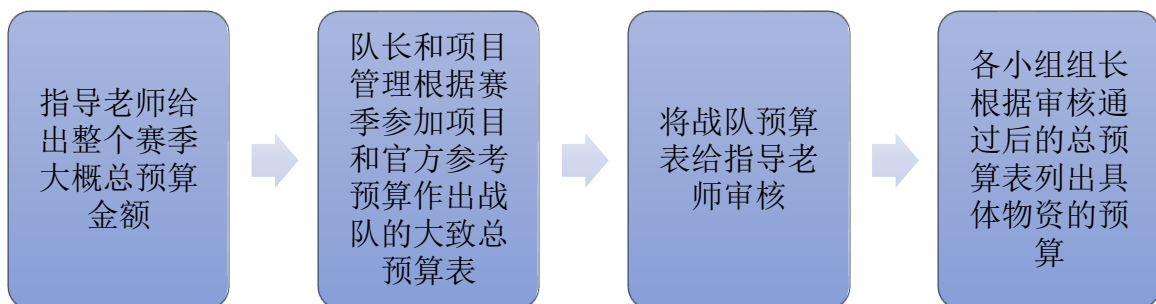 指导老师给
出整个赛季
大概总预算
金额
队长和项目
管理根据赛
季参加项目
和官方参考
预算作出战
队的大致总
预算表
将战队预算
表给指导老
师审核
各小组组长
根据审核通
过后的总预
算表列出具
体物资的预
算